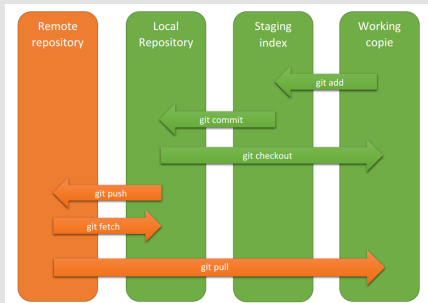 Remote
repository
Local
Repository
Staging
index
Working
copie
git add
git commit
git checkout
git push
git fetch
git pull